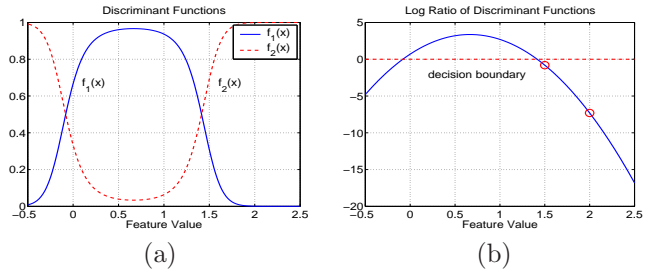 Discriminant Functions
1
0.8
0.6
0.4
0.2
0
−0.5 0 0.5 1 1.5 2 2.5
Feature Value
f1(x)
f2(x)
f1(x)
f2(x)
(a)
Log Ratio of Discriminant Functions
5
0
−5
−10
−15
−20
−0.5 0 0.5 1 1.5 2 2.5
Feature Value
decision boundary
(b)